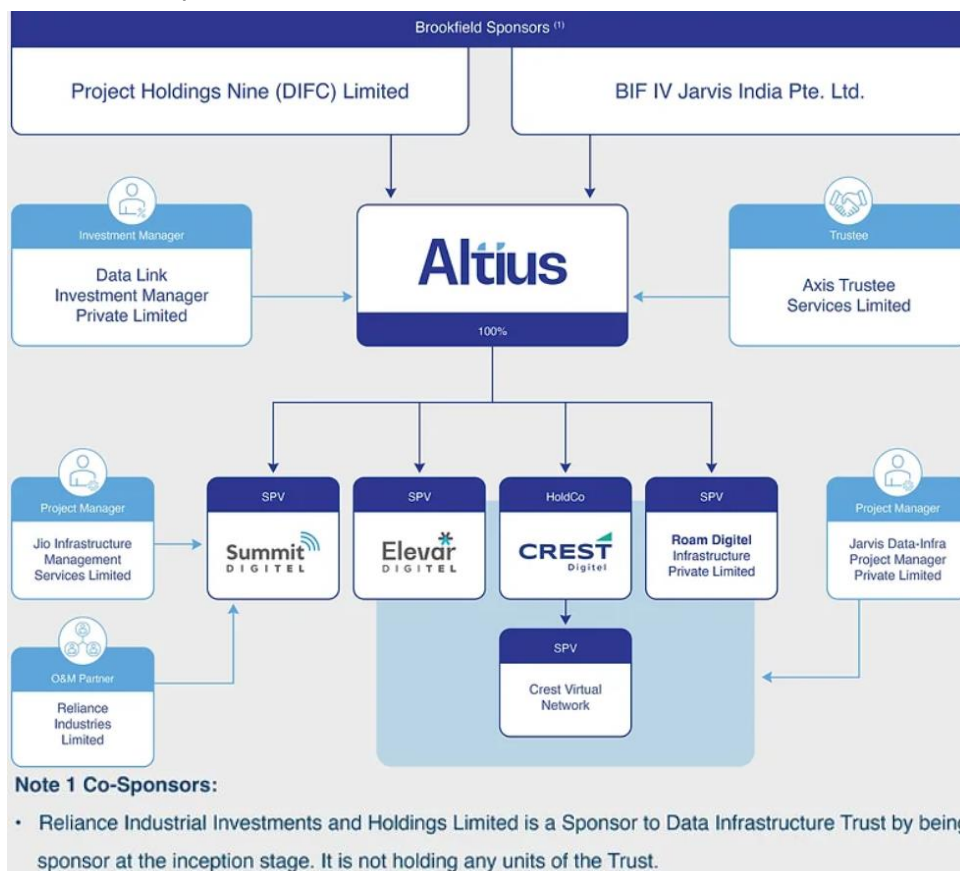 Brookfield Sponsors (1)
Project Holdings Nine (DIFC) Limited
BIF IV Jarvis India Pte. Ltd.
Investment Manager
Data Link
Investment Manager
Private Limited
Altius
100%
Trustee
Axis Trustee
Services Limited
Project Manager
Jio Infrastructure
Management
Services Limited
SPV
Summit
DIGITEL
SPV
Elevar
DIGITEL
HoldCo
CREST
Digitel
SPV
Roam Digitel
Infrastructure
Private Limited
Project Manager
Jarvis Data-Infra
Project Manager
Private Limited
O&M Partner
Reliance
Industries
Limited
SPV
Crest Virtual
Network
Note 1 Co-Sponsors:
• Reliance Industrial Investments and Holdings Limited is a Sponsor to Data Infrastructure Trust by being
sponsor at the inception stage. It is not holding any units of the Trust.